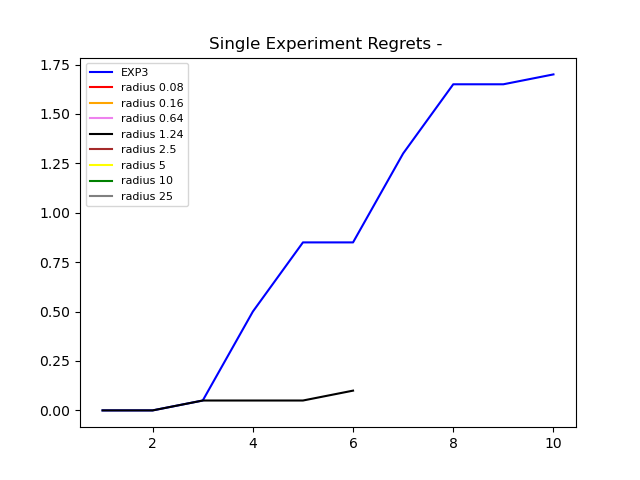 Single Experiment Regrets -
1.75
1.50
1.25
1.00
0.75
0.50
0.25
0.00
EXP3
radius 0.08
radius 0.16
radius 0.64
radius 1.24
radius 2.5
radius 5
radius 10
radius 25
2 4 6 8 10